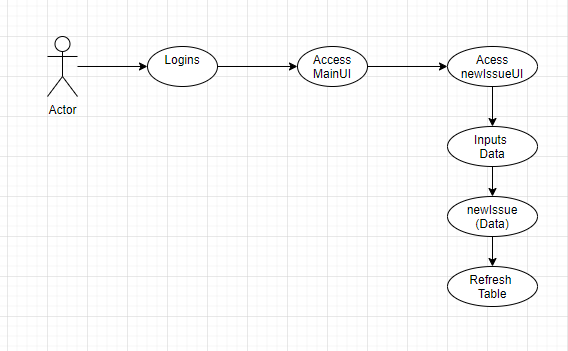 Actor
Logins
Access
MainUI
Acess
newIssueUI
Inputs
Data
newIssue
(Data)
Refresh
Table